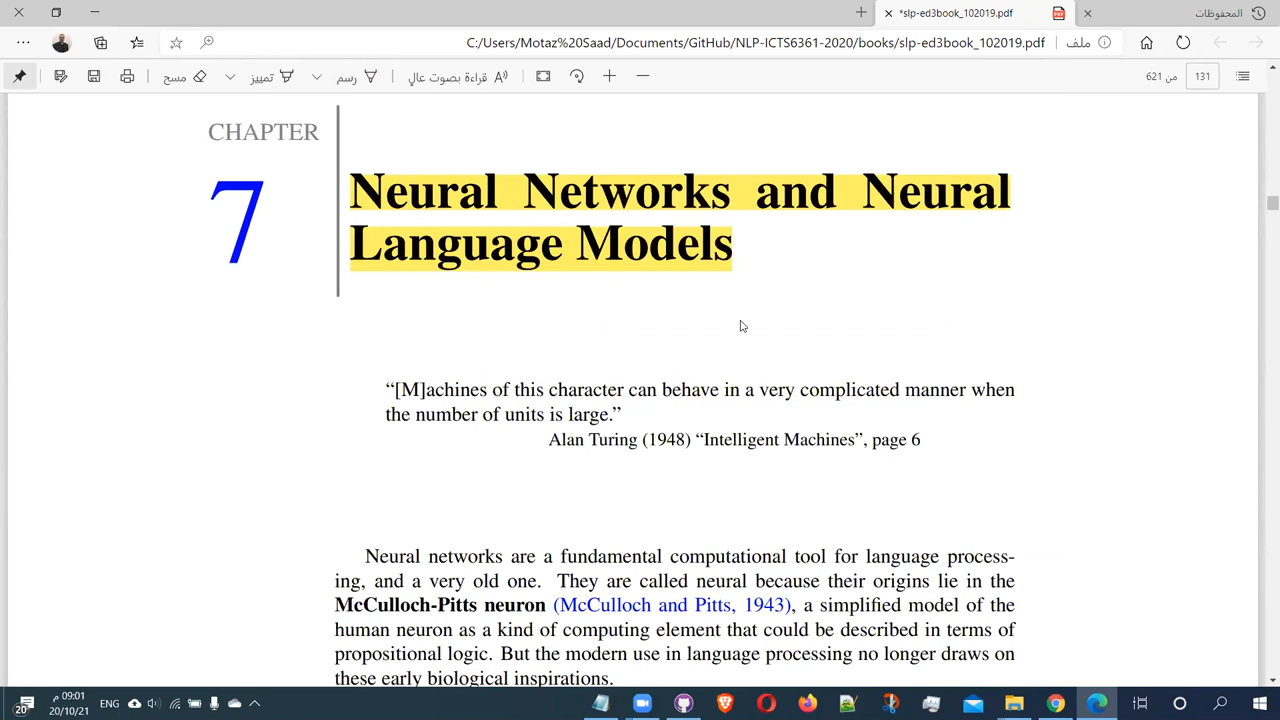 *slp-ed3book_102019.pdf
المحفوظات
C:/Users/Motaz%20Saad/Documents/GitHub/NLP-ICTS6361-2020/books/slp-ed3book_102019.pdf
ملف
مسح
تمييز
رسم
قراءة بصوت عالٍ
131
من 621
CHAPTER
7
Neural Networks and Neural
Language Models
“[M]achines of this character can behave in a very complicated manner when
the number of units is large.”
Alan Turing (1948) “Intelligent Machines”, page 6
Neural networks are a fundamental computational tool for language process-
ing, and a very old one. They are called neural because their origins lie in the
McCulloch-Pitts neuron (McCulloch and Pitts, 1943), a simplified model of the
human neuron as a kind of computing element that could be described in terms of
propositional logic. But the modern use in language processing no longer draws on
these early biological inspirations.
20
09:01 م
20/10/21
ENG